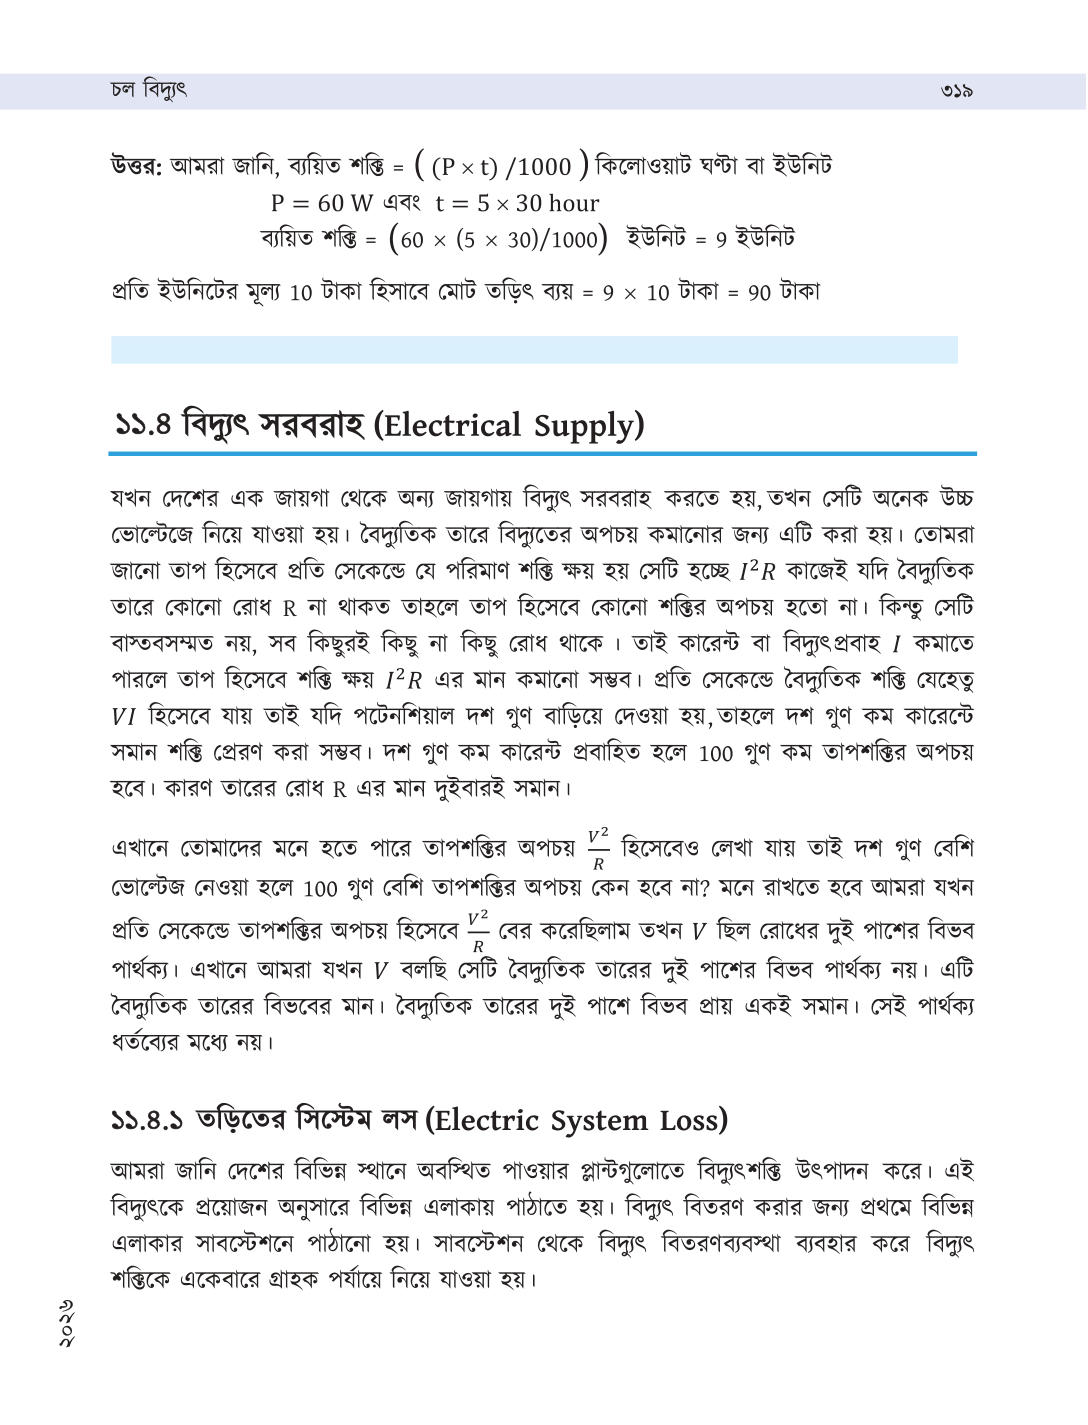 চল বিদ্যুৎ ৩১৯
উত্তর: আমরা জানি, ব্যয়িত শক্তি = ( (P × t) /1000 ) কিলোওয়াট ঘণ্টা বা ইউনিট
P = 60 W এবং t = 5 × 30 hour
ব্যয়িত শক্তি = (60 × (5 × 30)/1000) ইউনিট = 9 ইউনিট
প্রতি ইউনিটের মূল্য 10 টাকা হিসাবে মোট তড়িৎ ব্যয় = 9 × 10 টাকা = 90 টাকা
১১.৪ বিদ্যুৎ সরবরাহ (Electrical Supply)
যখন দেশের এক জায়গা থেকে অন্য জায়গায় বিদ্যুৎ সরবরাহ করতে হয়, তখন সেটি অনেক উচ্চ
ভোল্টেজে নিয়ে যাওয়া হয়। বৈদ্যুতিক তারে বিদ্যুতের অপচয় কমানোর জন্য এটি করা হয়। তোমরা
জানো তাপ হিসেবে প্রতি সেকেন্ডে যে পরিমাণ শক্তি ক্ষয় হয় সেটি হচ্ছে I²R কাজেই যদি বৈদ্যুতিক
তারে কোনো রোধ R না থাকত তাহলে তাপ হিসেবে কোনো শক্তির অপচয় হতো না। কিন্তু সেটি
বাস্তবসম্মত নয়, সব কিছুরই কিছু না কিছু রোধ থাকে । তাই কারেন্ট বা বিদ্যুৎপ্রবাহ I কমাতে
পারলে তাপ হিসেবে শক্তি ক্ষয় I²R এর মান কমানো সম্ভব। প্রতি সেকেন্ডে বৈদ্যুতিক শক্তি যেহেতু
VI হিসেবে যায় তাই যদি পটেনশিয়াল দশ গুণ বাড়িয়ে দেওয়া হয়, তাহলে দশ গুণ কম কারেন্টে
সমান শক্তি প্রেরণ করা সম্ভব। দশ গুণ কম কারেন্ট প্রবাহিত হলে 100 গুণ কম তাপশক্তির অপচয়
হবে। কারণ তারের রোধ R এর মান দুইবারই সমান।
এখানে তোমাদের মনে হতে পারে তাপশক্তির অপচয় V²/R হিসেবেও লেখা যায় তাই দশ গুণ বেশি
ভোল্টেজ নেওয়া হলে 100 গুণ বেশি তাপশক্তির অপচয় কেন হবে না? মনে রাখতে হবে আমরা যখন
প্রতি সেকেন্ডে তাপশক্তির অপচয় হিসেবে V²/R বের করেছিলাম তখন V ছিল রোধের দুই পাশের বিভব
পার্থক্য। এখানে আমরা যখন V বলছি সেটি বৈদ্যুতিক তারের দুই পাশের বিভব পার্থক্য নয়। এটি
বৈদ্যুতিক তারের বিভবের মান। বৈদ্যুতিক তারের দুই পাশে বিভব প্রায় একই সমান। সেই পার্থক্য
ধর্তব্যের মধ্যে নয়।
১১.৪.১ তড়িতের সিস্টেম লস (Electric System Loss)
আমরা জানি দেশের বিভিন্ন স্থানে অবস্থিত পাওয়ার প্লান্টগুলোতে বিদ্যুৎশক্তি উৎপাদন করে। এই
বিদ্যুৎকে প্রয়োজন অনুসারে বিভিন্ন এলাকায় পাঠাতে হয়। বিদ্যুৎ বিতরণ করার জন্য প্রথমে বিভিন্ন
এলাকার সাবস্টেশনে পাঠানো হয়। সাবস্টেশন থেকে বিদ্যুৎ বিতরণব্যবস্থা ব্যবহার করে বিদ্যুৎ
শক্তিকে একেবারে গ্রাহক পর্যায়ে নিয়ে যাওয়া হয়।
২০২৬